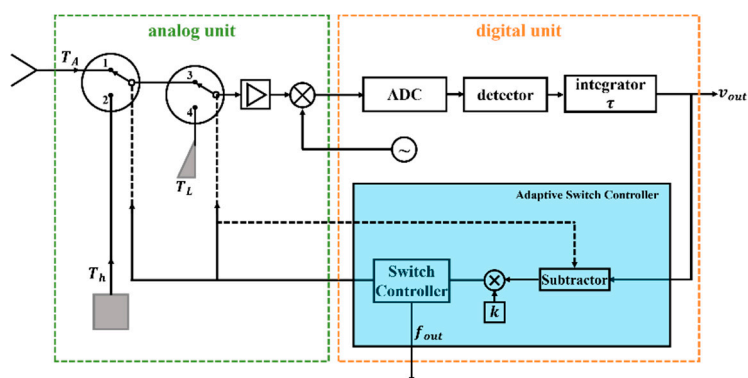 analog unit
digital unit
T_A
1
2
3
4
T_L
T_h
ADC
detector
integrator
τ
v_out
~
Adaptive Switch Controller
Switch
Controller
Subtractor
k
f_out